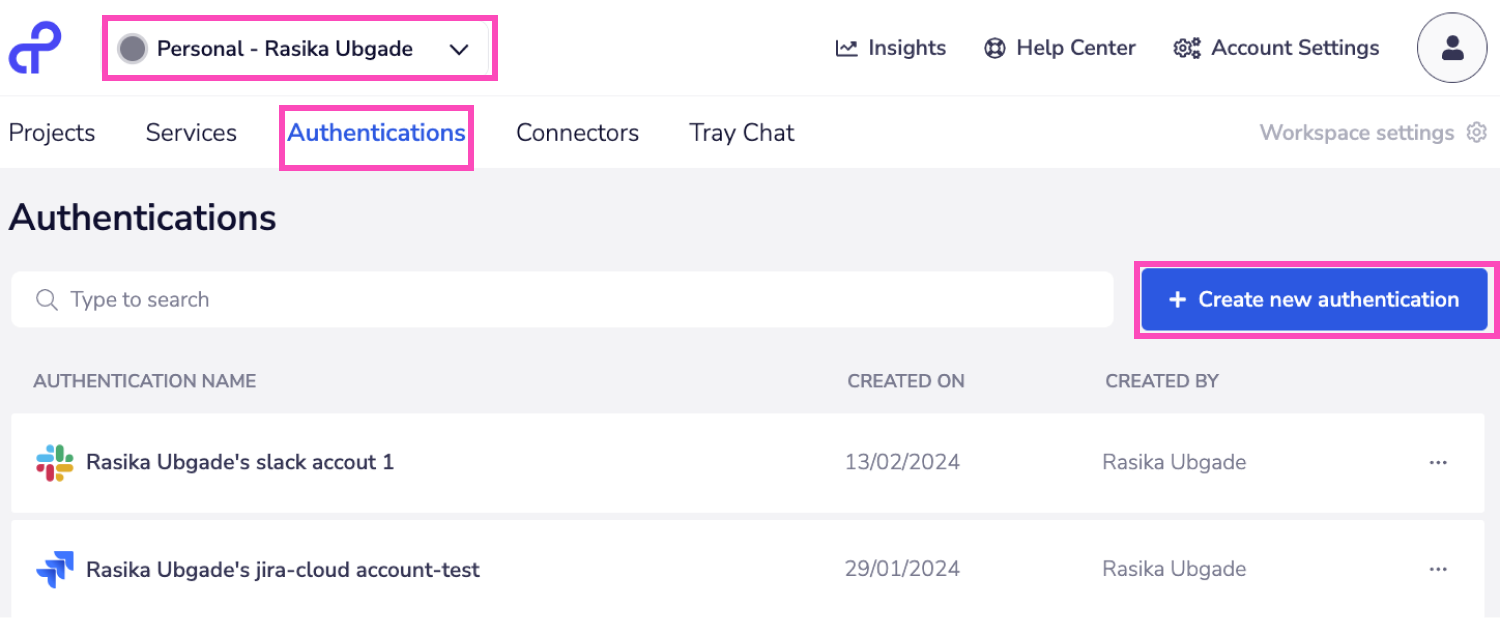 Personal - Rasika Ubgade
Insights
Help Center
Account Settings
Projects
Services
Authentications
Connectors
Tray Chat
Workspace settings
Authentications
Type to search
+ Create new authentication
AUTHENTICATION NAME
CREATED ON
CREATED BY
Rasika Ubgade's slack accout 1
13/02/2024
Rasika Ubgade
...
Rasika Ubgade's jira-cloud account-test
29/01/2024
Rasika Ubgade
...